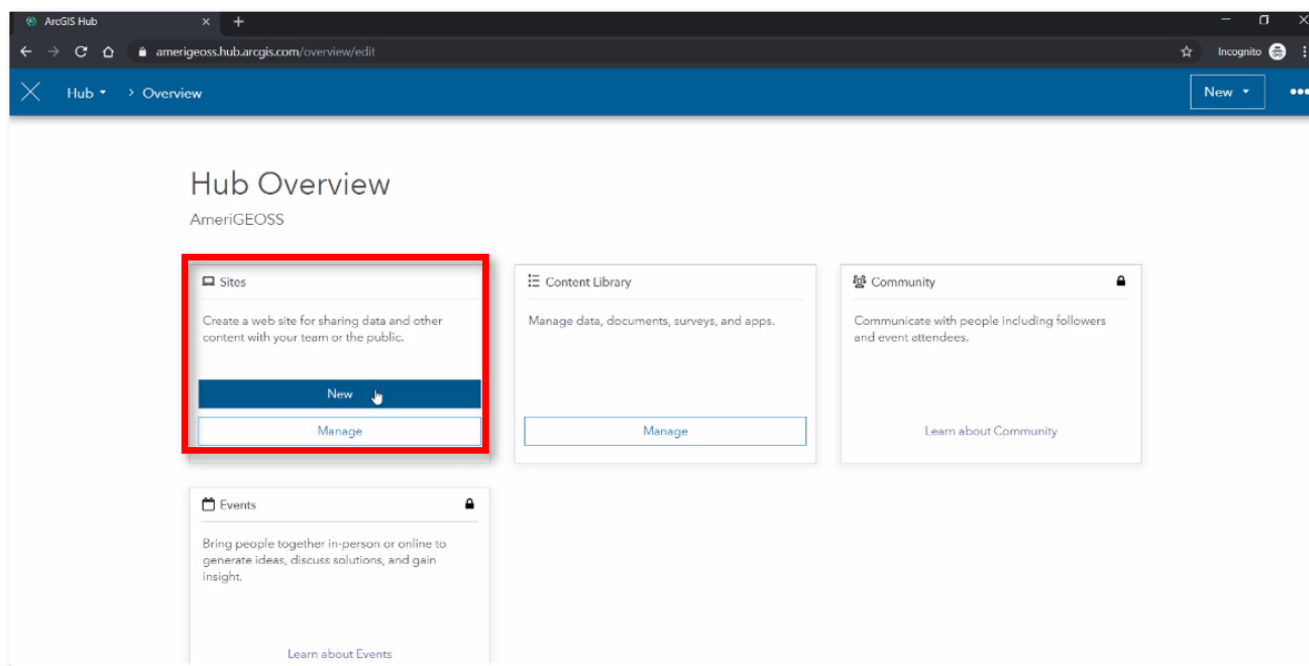 ArcGIS Hub
amerigeoss.hub.arcgis.com/overview/edit
Incognito
Hub > Overview
New
Hub Overview
AmeriGEOSS
Sites
Create a web site for sharing data and other
content with your team or the public.
New
Manage
Content Library
Manage data, documents, surveys, and apps.
Manage
Community
Communicate with people including followers
and event attendees.
Learn about Community
Events
Bring people together in-person or online to
generate ideas, discuss solutions, and gain
insight.
Learn about Events